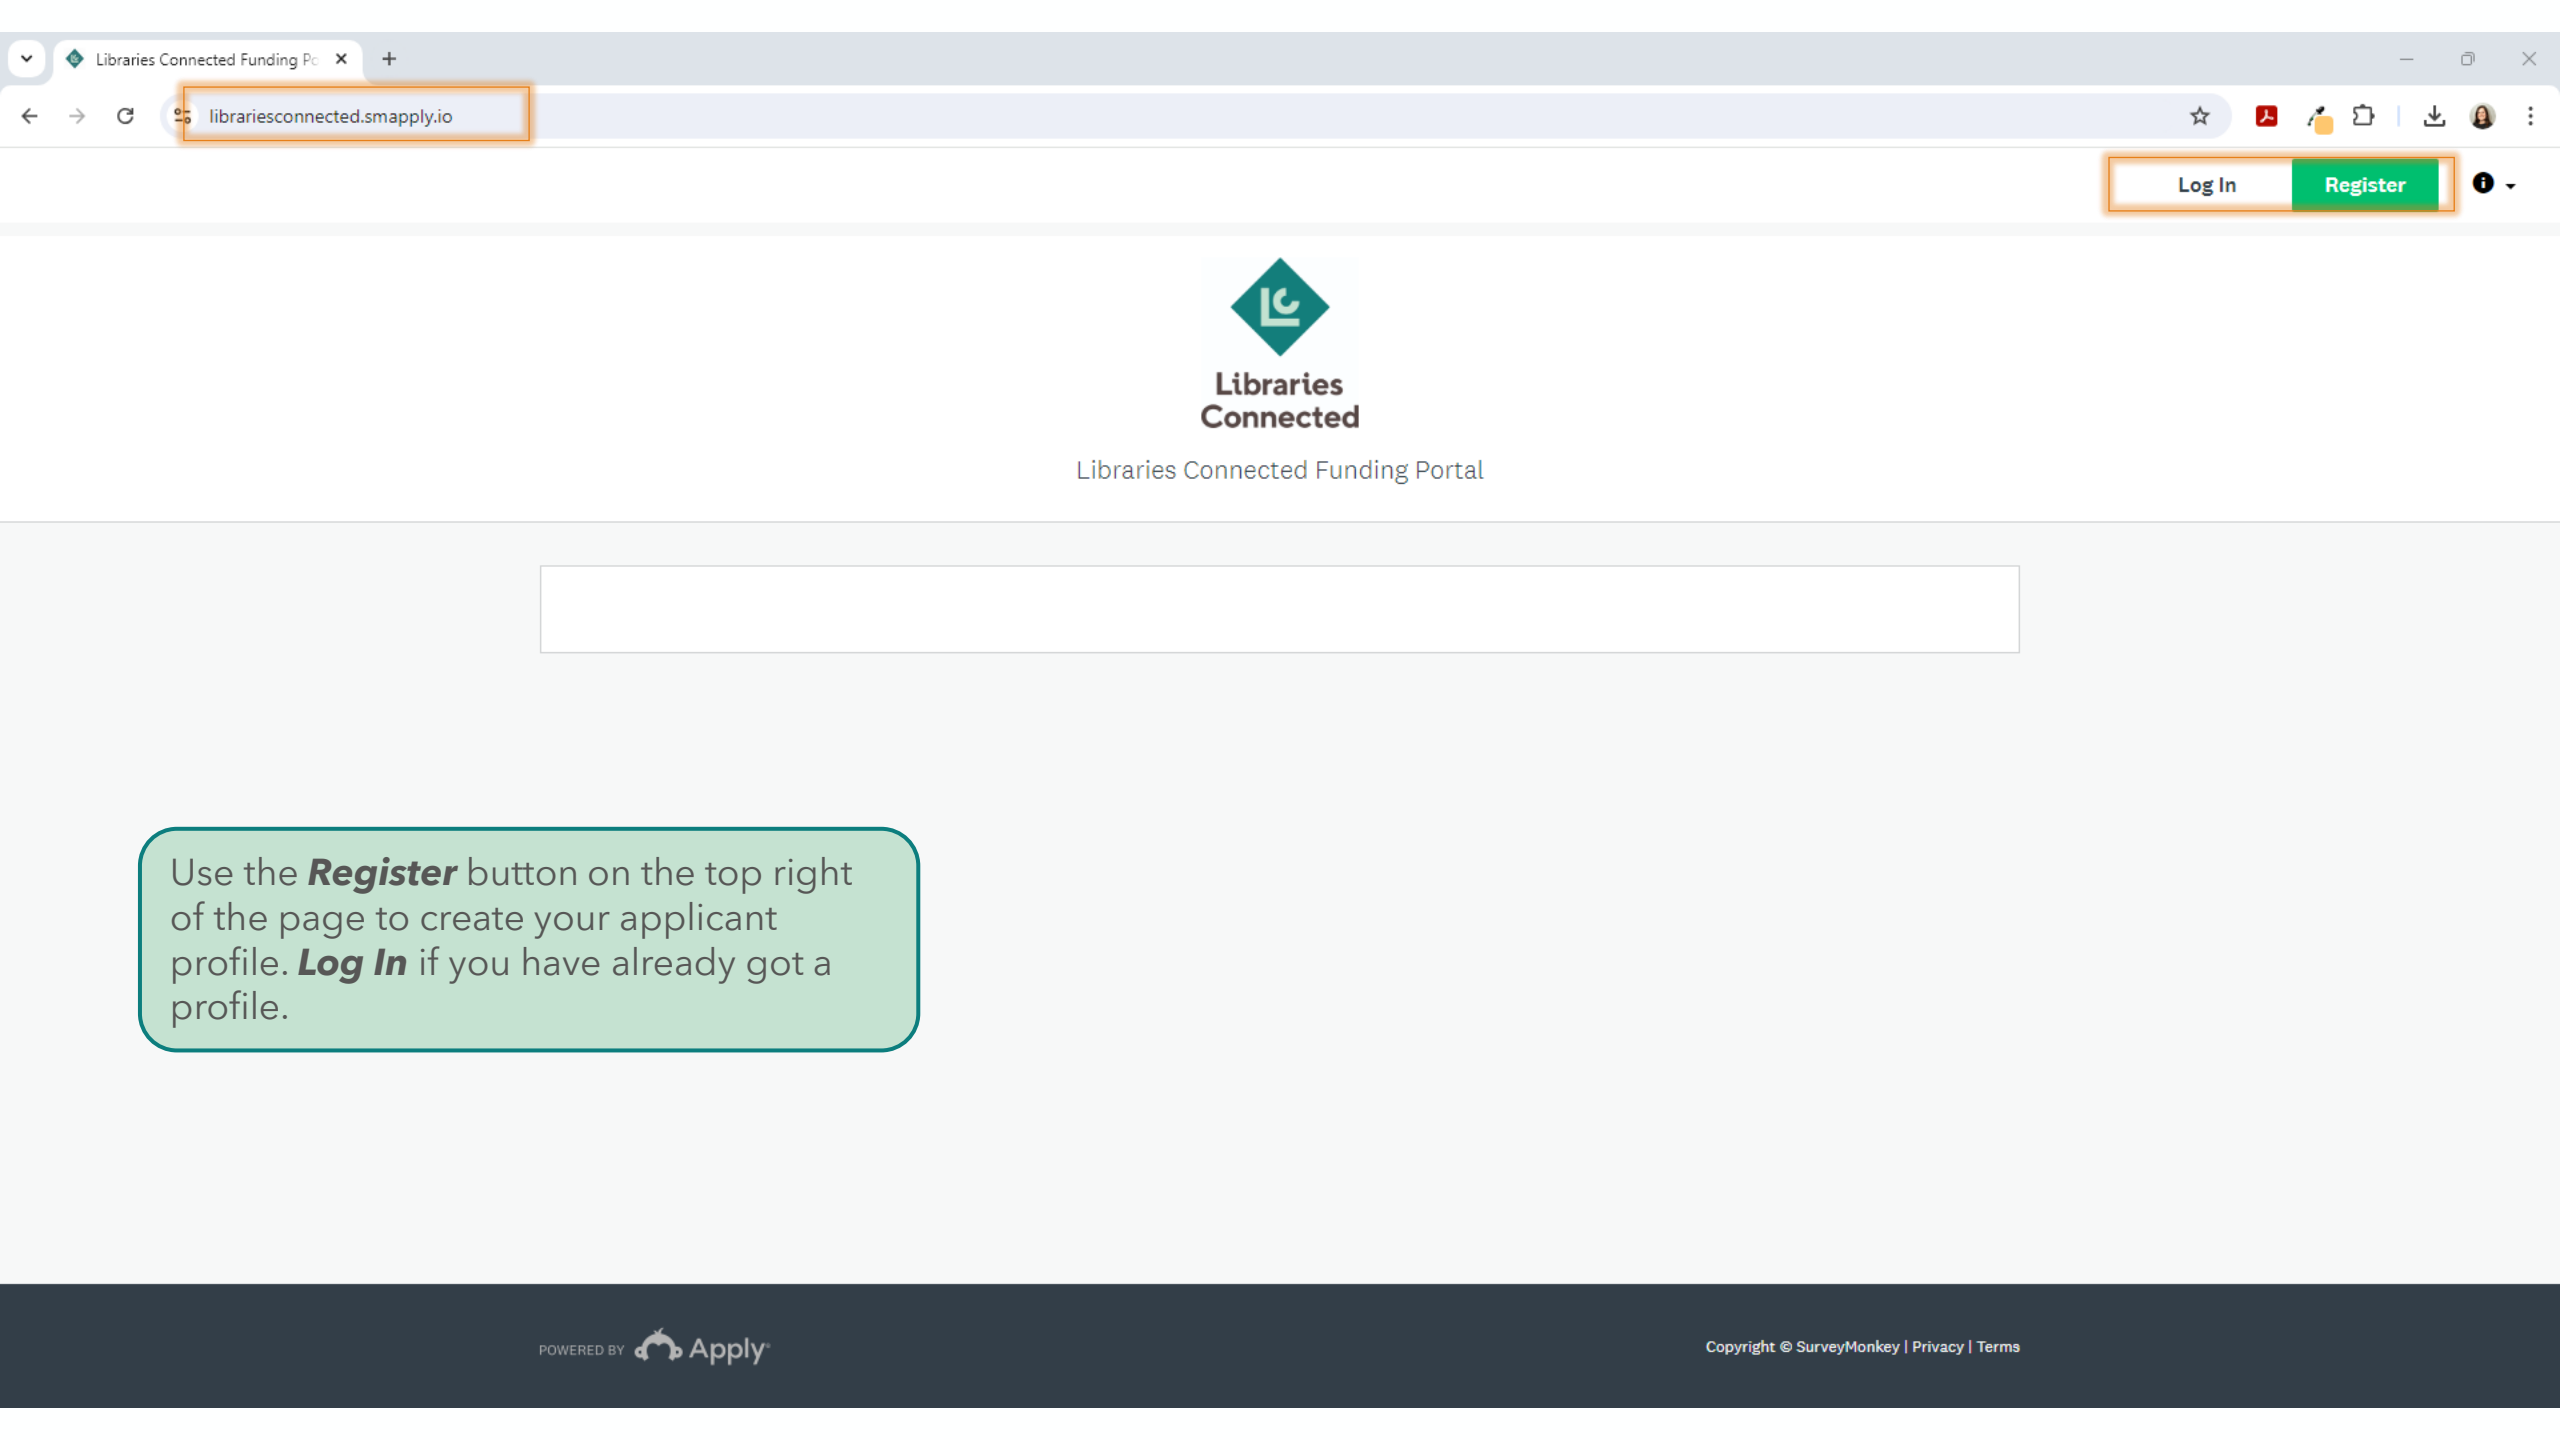 Libraries Connected Funding Po
librariesconnected.smapply.io
Log In
Register
Libraries
Connected
Libraries Connected Funding Portal
Use the Register button on the top right
of the page to create your applicant
profile. Log In if you have already got a
profile.
POWERED BY Apply
Copyright © SurveyMonkey | Privacy | Terms